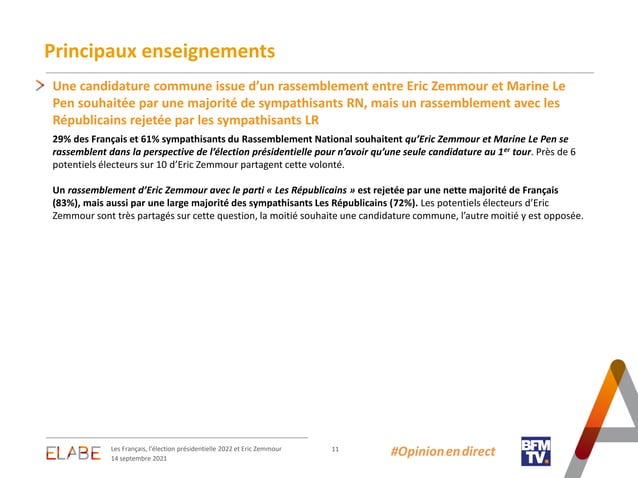 Principaux enseignements
Une candidature commune issue d’un rassemblement entre Eric Zemmour et Marine Le
Pen souhaitée par une majorité de sympathisants RN, mais un rassemblement avec les
Républicains rejetée par les sympathisants LR
29% des Français et 61% sympathisants du Rassemblement National souhaitent qu’Eric Zemmour et Marine Le Pen se
rassemblent dans la perspective de l’élection présidentielle pour n’avoir qu’une seule candidature au 1er tour. Près de 6
potentiels électeurs sur 10 d’Eric Zemmour partagent cette volonté.
Un rassemblement d’Eric Zemmour avec le parti « Les Républicains » est rejetée par une nette majorité de Français
(83%), mais aussi par une large majorité des sympathisants Les Républicains (72%). Les potentiels électeurs d’Eric
Zemmour sont très partagés sur cette question, la moitié souhaite une candidature commune, l’autre moitié y est opposée.
ELABE
Les Français, l’élection présidentielle 2022 et Eric Zemmour
14 septembre 2021
11
#Opinionendirect
BFM
TV.